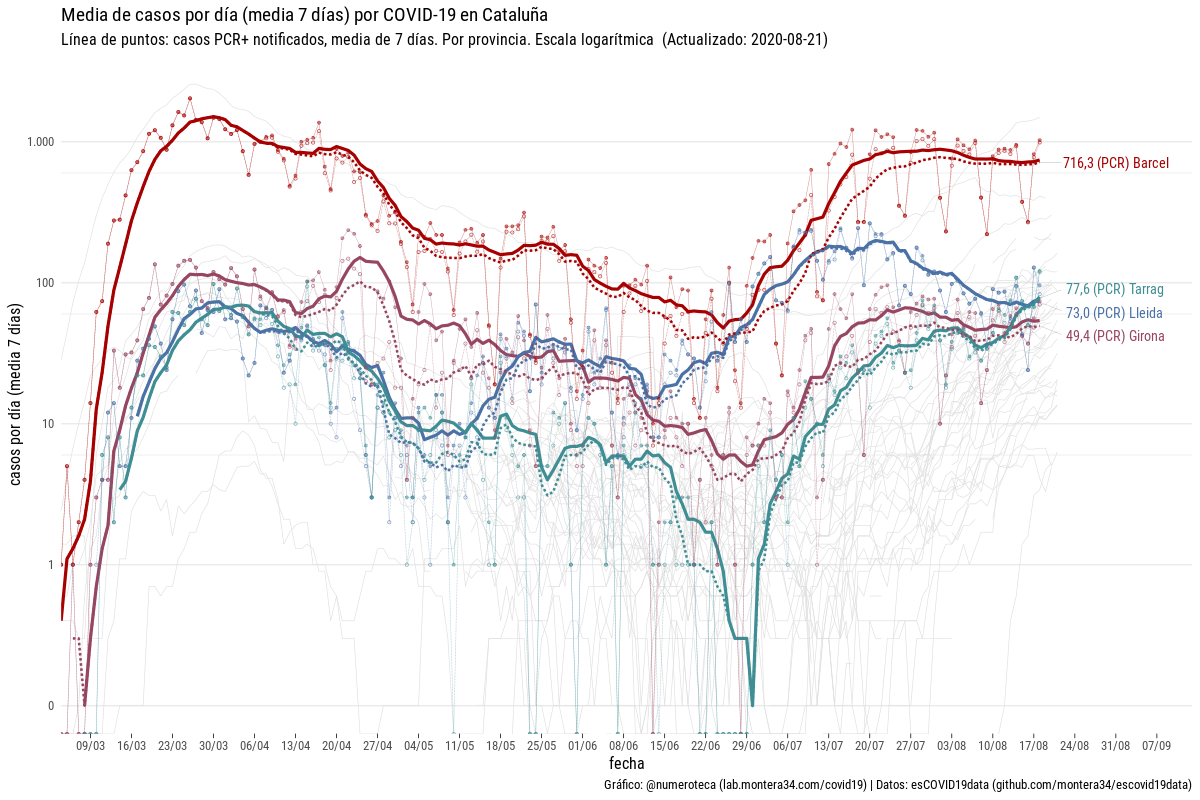 Media de casos por día (media 7 días) por COVID-19 en Cataluña
Línea de puntos: casos PCR+ notificados, media de 7 días. Por provincia. Escala logarítmica (Actualizado: 2020-08-21)
casos por día (media 7 días)
1.000
100
10
1
0
716,3 (PCR) Barcel
77,6 (PCR) Tarrag
73,0 (PCR) Lleida
49,4 (PCR) Girona
09/03 16/03 23/03 30/03 06/04 13/04 20/04 27/04 04/05 11/05 18/05 25/05 01/06 08/06 15/06 22/06 29/06 06/07 13/07 20/07 27/07 03/08 10/08 17/08 24/08 31/08 07/09
fecha
Gráfico: @numeroteca (lab.montera34.com/covid19) | Datos: esCOVID19data (github.com/montera34/escovid19data)